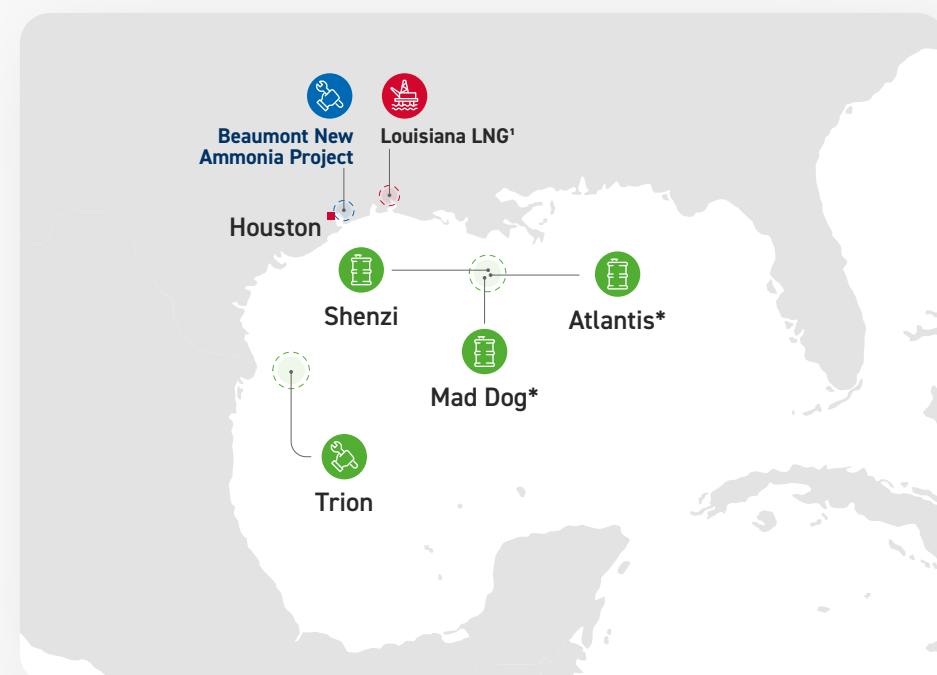 Beaumont New
Ammonia Project
Louisiana LNG¹
Houston
Shenzi
Atlantis*
Mad Dog*
Trion